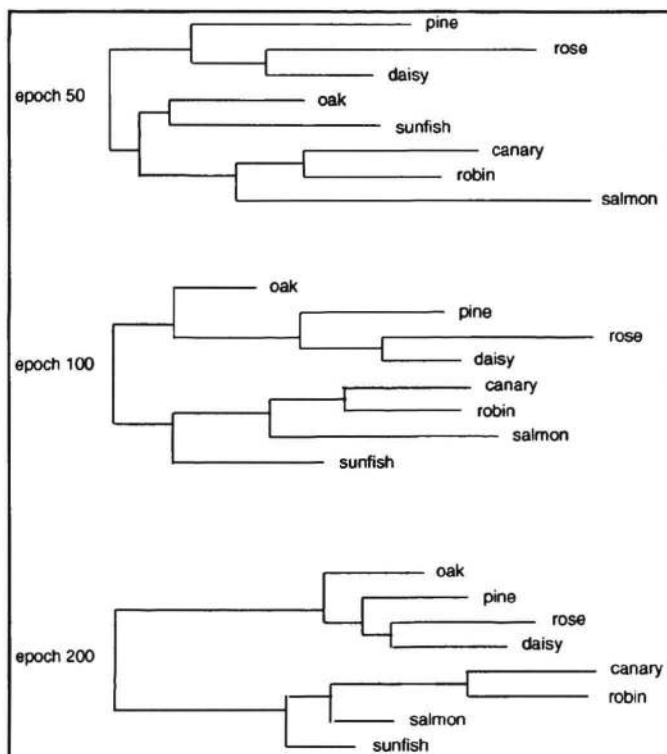 pine
rose
daisy
epoch 50
oak
sunfish
canary
robin
salmon
oak
pine
rose
epoch 100
daisy
canary
robin
salmon
sunfish
oak
pine
rose
daisy
epoch 200
canary
robin
salmon
sunfish